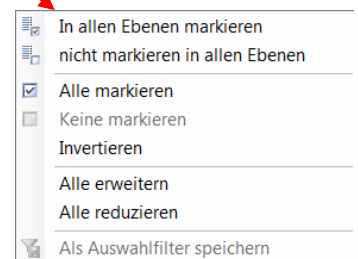 In allen Ebenen markieren
nicht markieren in allen Ebenen
Alle markieren
Keine markieren
Invertieren
Alle erweitern
Alle reduzieren
Als Auswahlfilter speichern